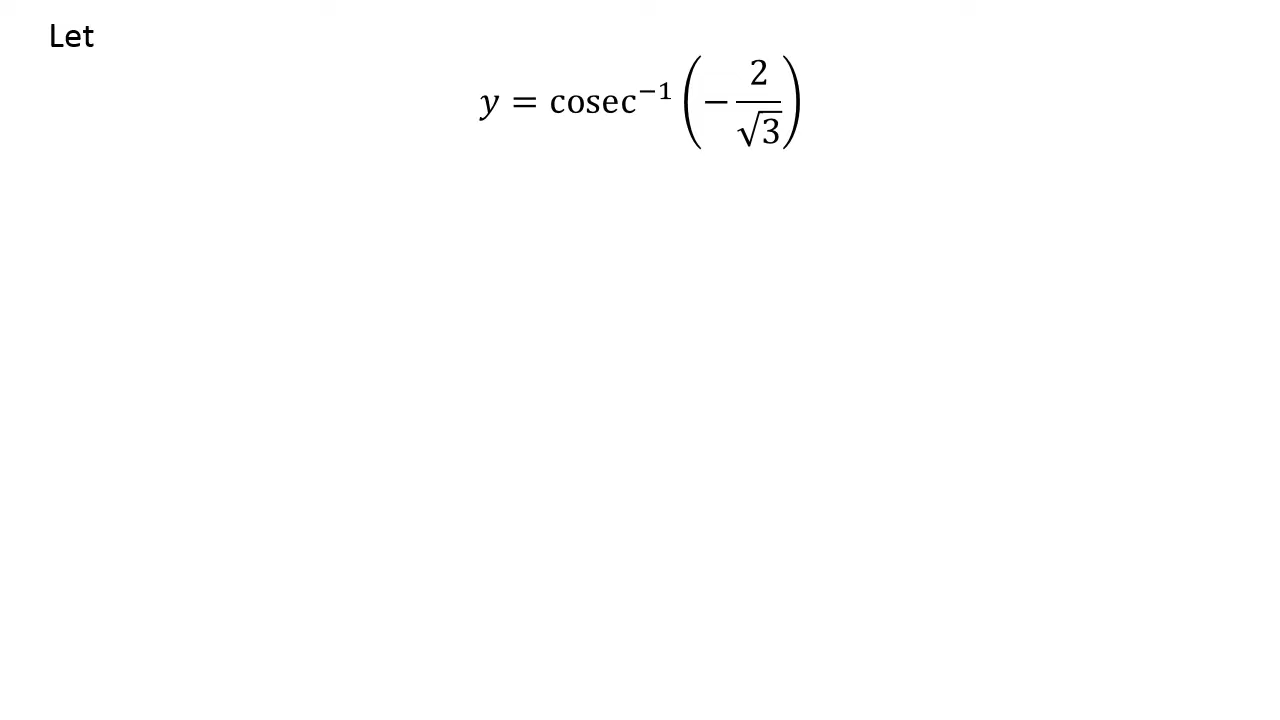 Let
y = cosec⁻¹ (−2/√3)